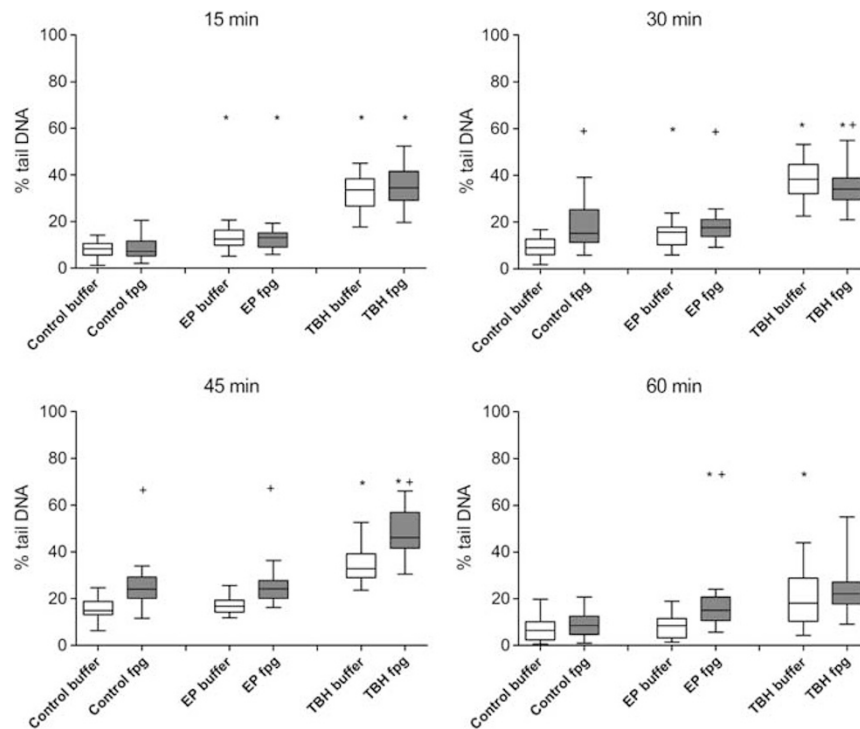 15 min
% tail DNA
100
80
60
40
20
0
* * * *
Control buffer
Control fpg
EP buffer
EP fpg
TBH buffer
TBH fpg
30 min
% tail DNA
100
80
60
40
20
0
+ * + * * +
Control buffer
Control fpg
EP buffer
EP fpg
TBH buffer
TBH fpg
45 min
% tail DNA
100
80
60
40
20
0
+ + * * +
Control buffer
Control fpg
EP buffer
EP fpg
TBH buffer
TBH fpg
60 min
% tail DNA
100
80
60
40
20
0
* + *
Control buffer
Control fpg
EP buffer
EP fpg
TBH buffer
TBH fpg